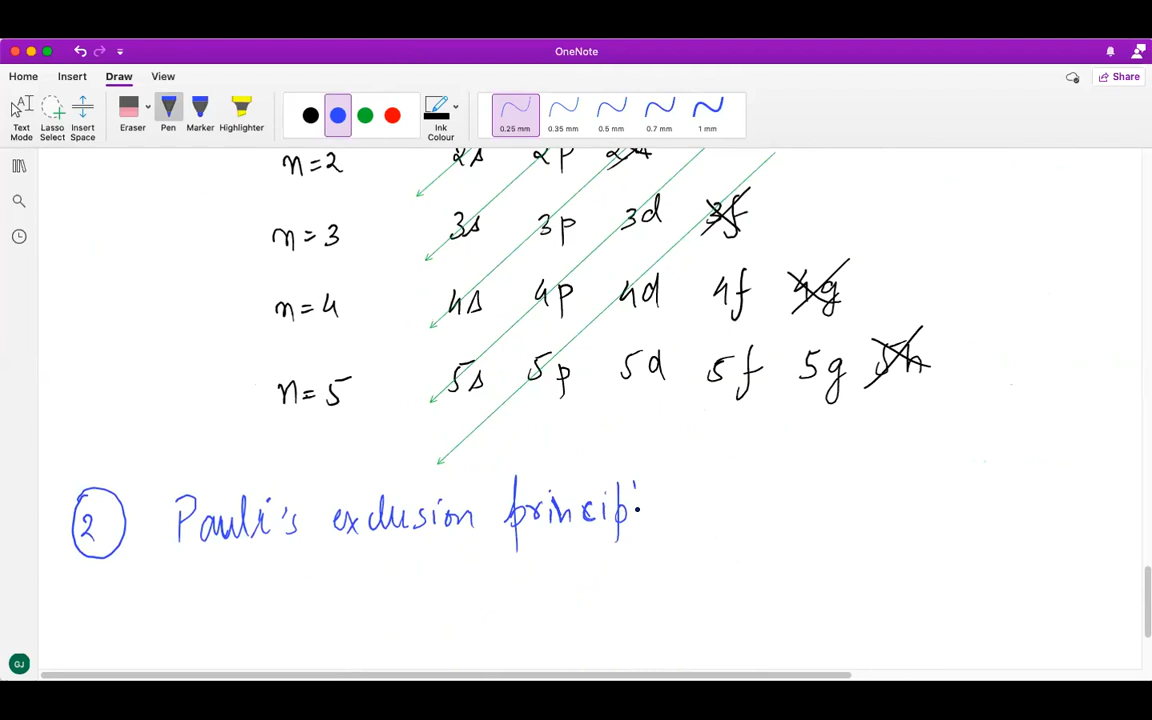 OneNote
Home Insert Draw View Share
Text Mode Lasso Select Insert Space Eraser Pen Marker Highlighter Ink Colour 0.25 mm 0.35 mm 0.5 mm 0.7 mm 1 mm
n=2 2s 2p
n=3 3s 3p 3d 3f
n=4 4s 4p 4d 4f 4g
n=5 5s 5p 5d 5f 5g 5h
2 Pauli's exclusion princip
GJ